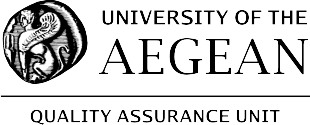 UNIVERSITY OF THE
AEGEAN
QUALITY ASSURANCE UNIT